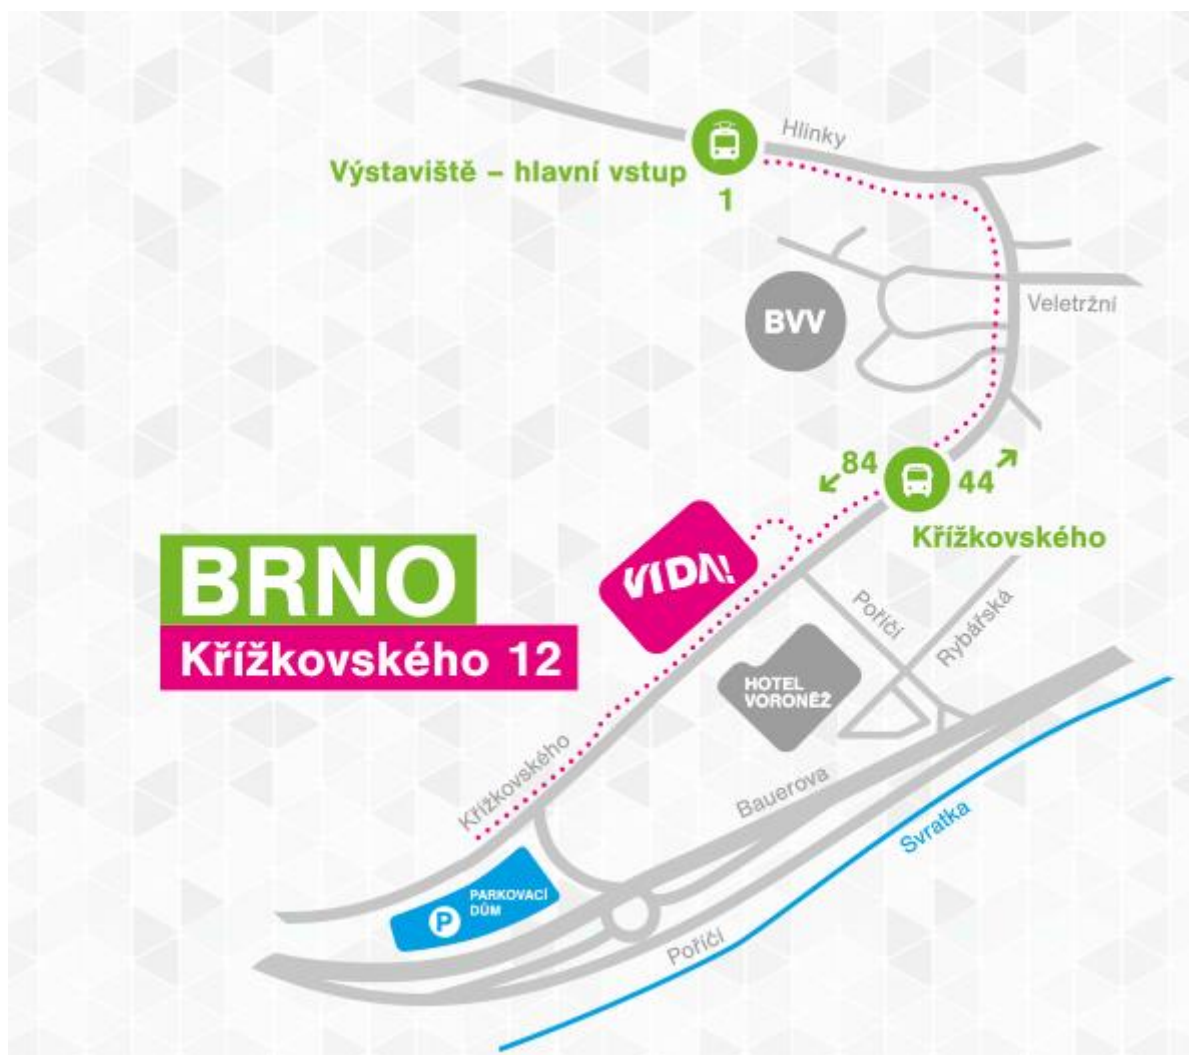 Hlinky
Výstaviště – hlavní vstup
1
Veletržní
BVV
84
44
Křížkovského
VIDA!
BRNO
Křížkovského 12
Poříčí
Rybářská
HOTEL
VORONĚŽ
Křížkovského
Bauerova
Svratka
PARKOVACÍ
DŮM
P
Poříčí